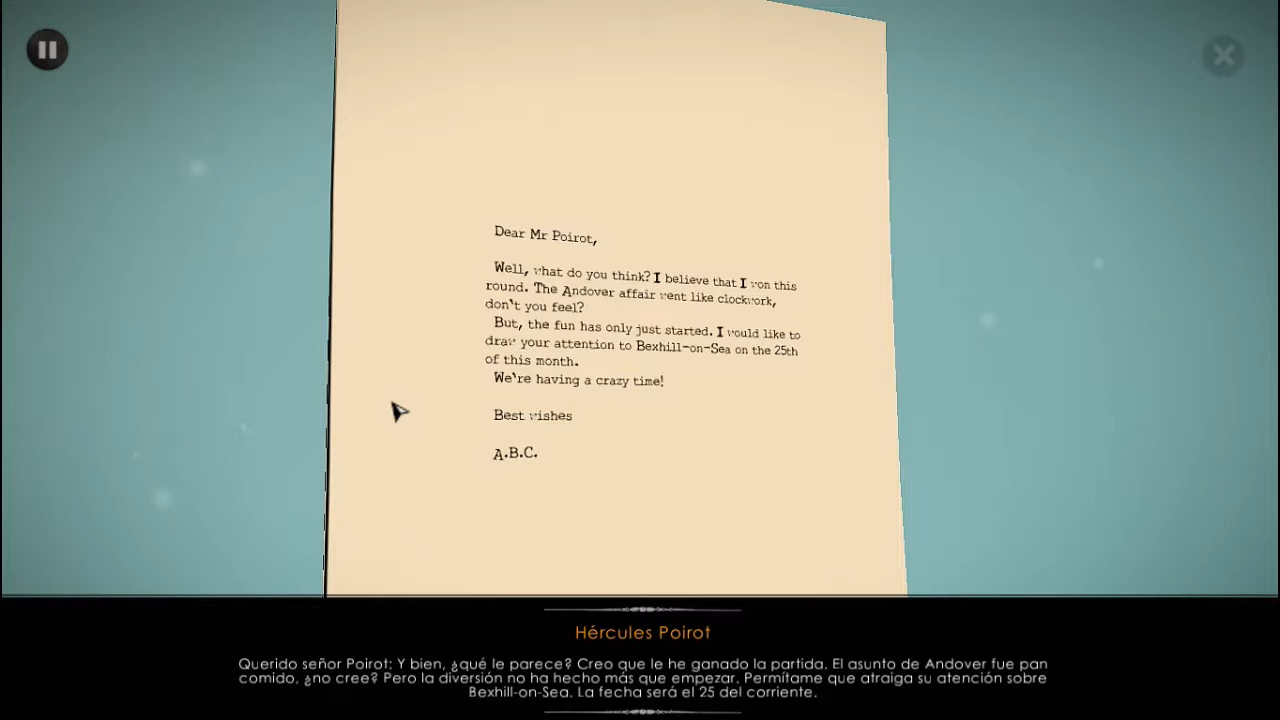 Dear Mr Poirot,
Well, what do you think? I believe that I won this
round. The Andover affair went like clockwork,
don't you feel?
But, the fun has only just started. I would like to
draw your attention to Bexhill-on-Sea on the 25th
of this month.
We're having a crazy time!
Best wishes
A.B.C.
Hércules Poirot
Querido señor Poirot: Y bien, ¿qué le parece? Creo que le he ganado la partida. El asunto de Andover fue pan
comido, ¿no cree? Pero la diversión no ha hecho más que empezar. Permítame que atraiga su atención sobre
Bexhill-on-Sea. La fecha será el 25 del corriente.